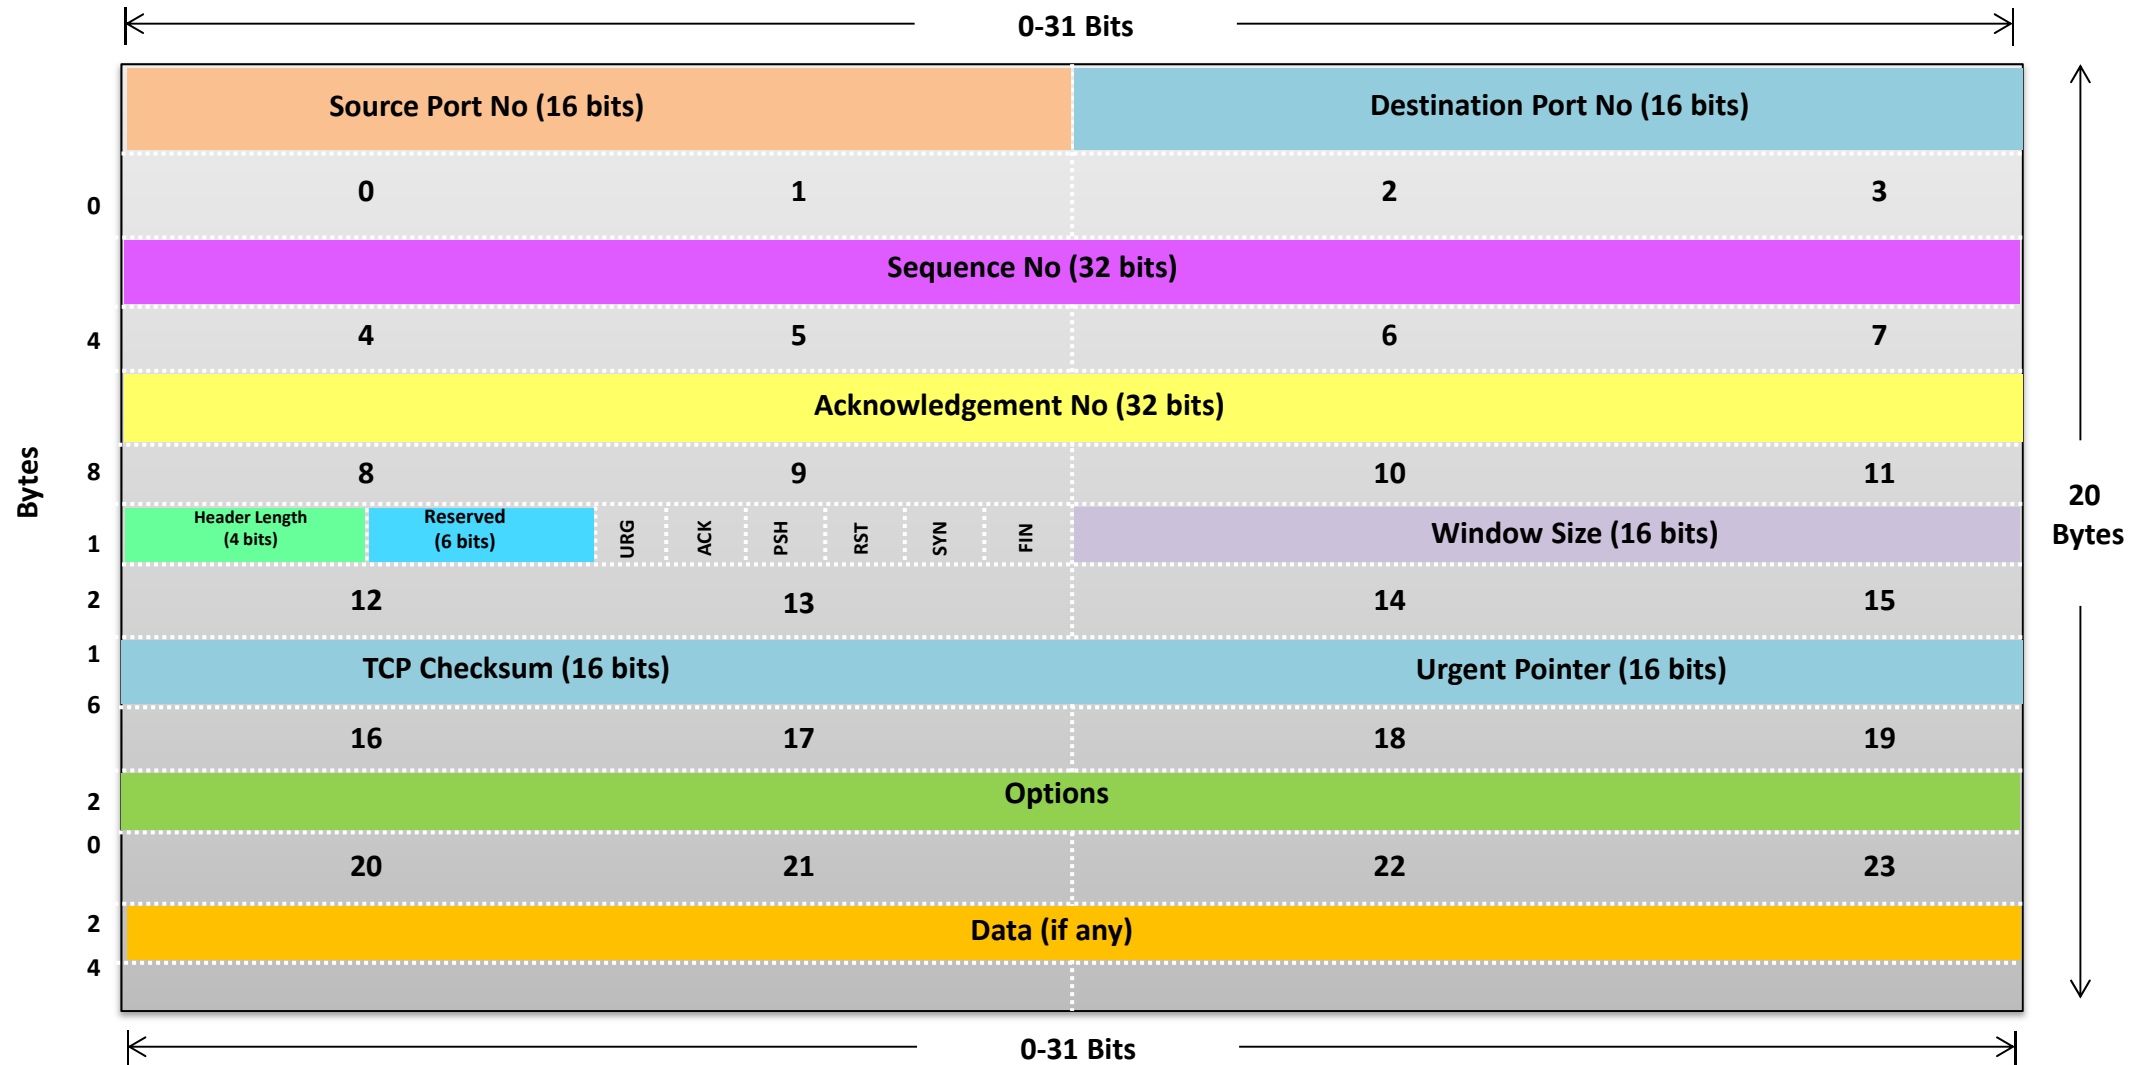 0-31 Bits
Source Port No (16 bits)
Destination Port No (16 bits)
0
0
1
2
3
Sequence No (32 bits)
4
4
5
6
7
Acknowledgement No (32 bits)
Bytes
8
8
9
10
11
20
Bytes
1
Header Length
(4 bits)
Reserved
(6 bits)
URG
ACK
PSH
RST
SYN
FIN
Window Size (16 bits)
2
12
13
14
15
1
TCP Checksum (16 bits)
Urgent Pointer (16 bits)
6
16
17
18
19
2
Options
0
20
21
22
23
2
Data (if any)
4
0-31 Bits